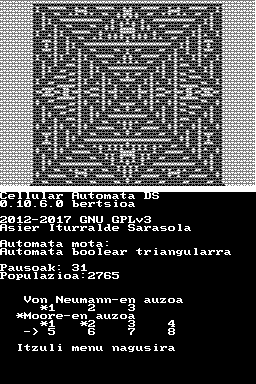 Cellular Automata DS
0.10.6.0 bertsioa
2012-2017 GNU GPLv3
Asier Iturralde Sarasola
Automata mota:
Automata boolear triangularra
Pausoak: 31
Populazioa:2765
Von Neumann-en auzoa
*1 2 3
*Moore-en auzoa
*1 *2 3 4
-> 5 6 7 8
Itzuli menu nagusira